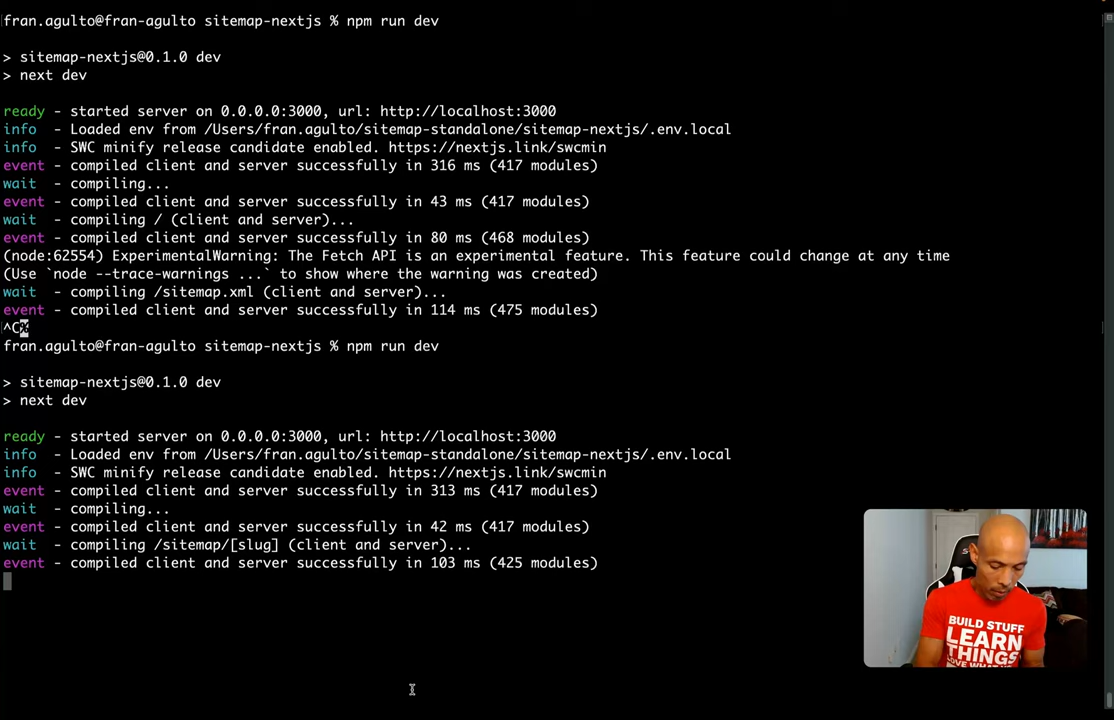 fran.agulto@fran-agulto sitemap-nextjs % npm run dev
> sitemap-nextjs@0.1.0 dev
> next dev
ready - started server on 0.0.0.0:3000, url: http://localhost:3000
info  - Loaded env from /Users/fran.agulto/sitemap-standalone/sitemap-nextjs/.env.local
info  - SWC minify release candidate enabled. https://nextjs.link/swcmin
event - compiled client and server successfully in 316 ms (417 modules)
wait  - compiling...
event - compiled client and server successfully in 43 ms (417 modules)
wait  - compiling / (client and server)...
event - compiled client and server successfully in 80 ms (468 modules)
(node:62554) ExperimentalWarning: The Fetch API is an experimental feature. This feature could change at any time
(Use `node --trace-warnings ...` to show where the warning was created)
wait  - compiling /sitemap.xml (client and server)...
event - compiled client and server successfully in 114 ms (475 modules)
^C%
fran.agulto@fran-agulto sitemap-nextjs % npm run dev
> sitemap-nextjs@0.1.0 dev
> next dev
ready - started server on 0.0.0.0:3000, url: http://localhost:3000
info  - Loaded env from /Users/fran.agulto/sitemap-standalone/sitemap-nextjs/.env.local
info  - SWC minify release candidate enabled. https://nextjs.link/swcmin
event - compiled client and server successfully in 313 ms (417 modules)
wait  - compiling...
event - compiled client and server successfully in 42 ms (417 modules)
wait  - compiling /sitemap/[slug] (client and server)...
event - compiled client and server successfully in 103 ms (425 modules)
BUILD STUFF
LEARN
THINGS
LOVE WHAT